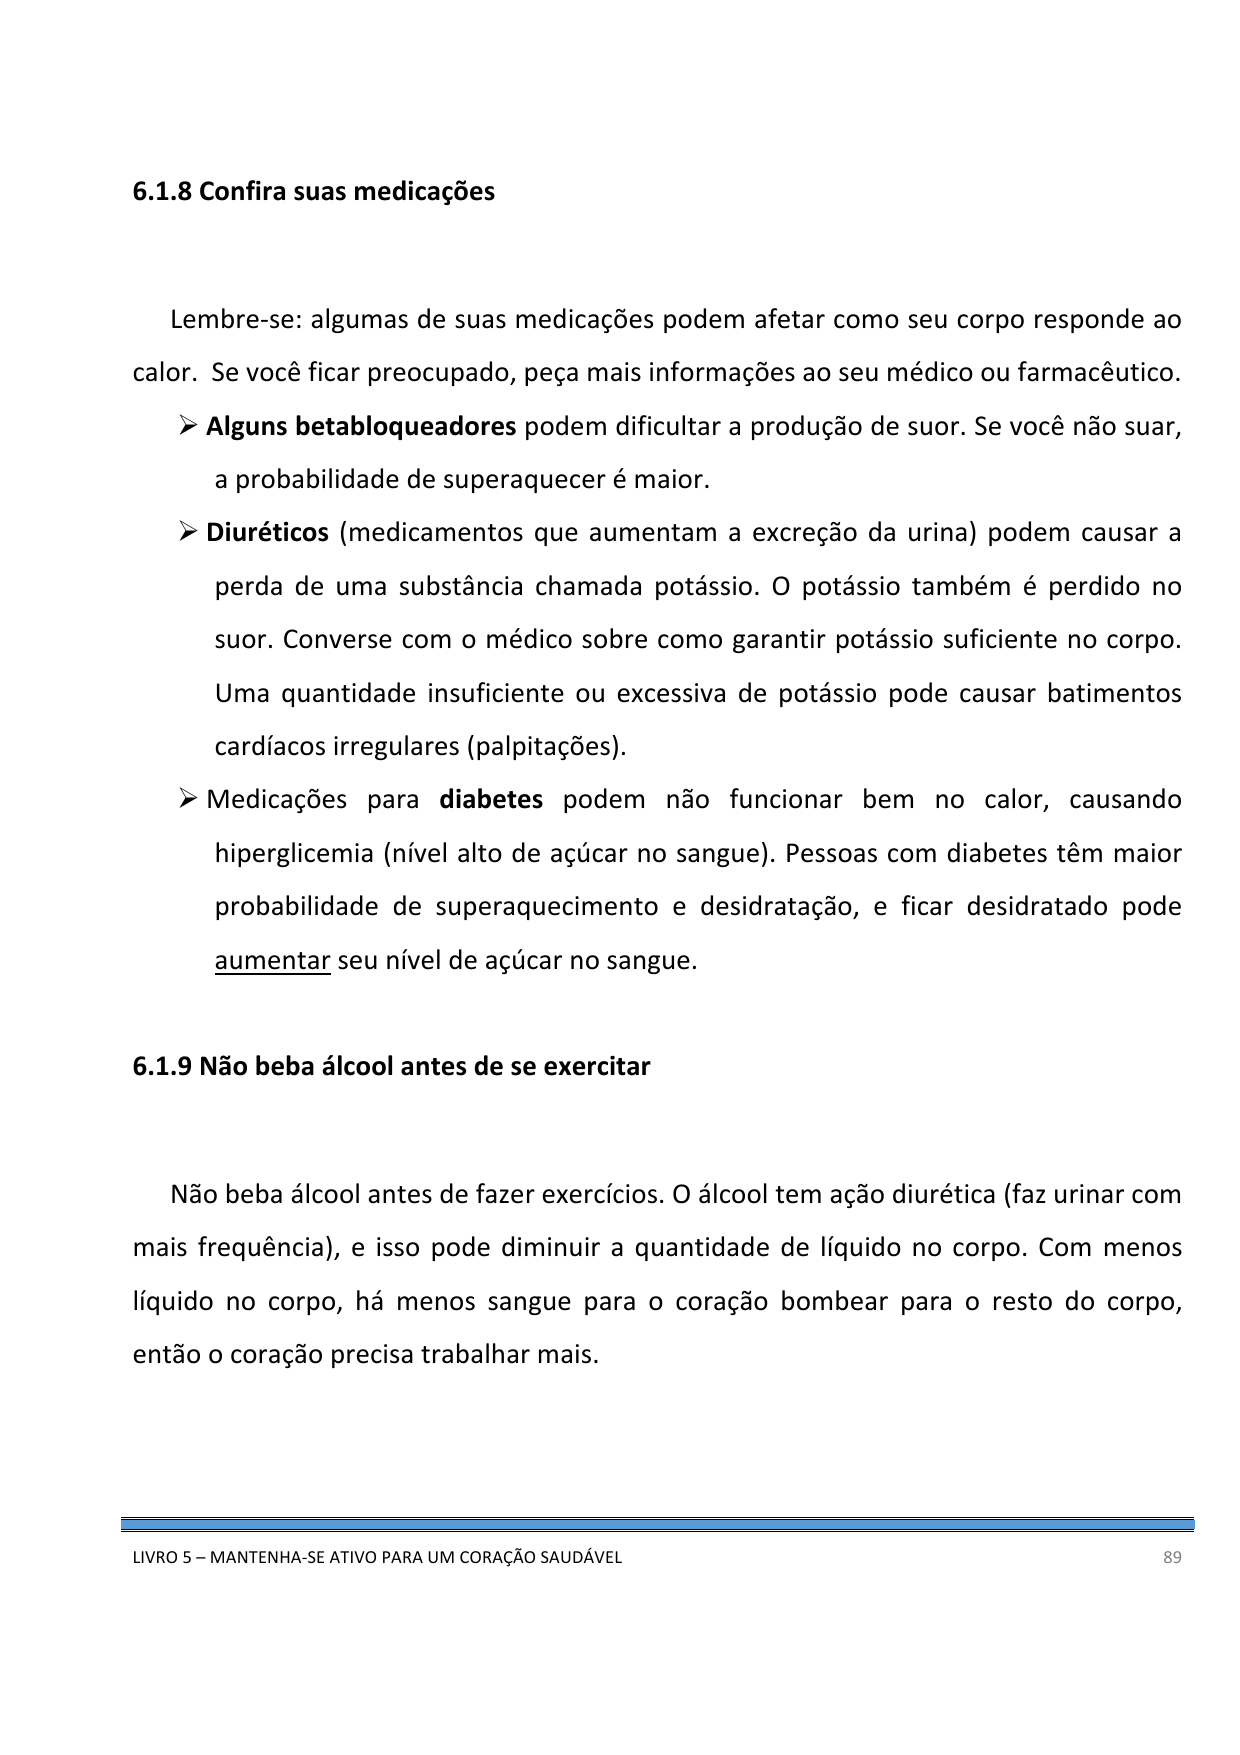 6.1.8 Confira suas medicações
Lembre-se: algumas de suas medicações podem afetar como seu corpo responde ao
calor.  Se você ficar preocupado, peça mais informações ao seu médico ou farmacêutico.
➢ Alguns betabloqueadores podem dificultar a produção de suor. Se você não suar,
a probabilidade de superaquecer é maior.
➢ Diuréticos (medicamentos que aumentam a excreção da urina) podem causar a
perda de uma substância chamada potássio. O potássio também é perdido no
suor. Converse com o médico sobre como garantir potássio suficiente no corpo.
Uma quantidade insuficiente ou excessiva de potássio pode causar batimentos
cardíacos irregulares (palpitações).
➢ Medicações para diabetes podem não funcionar bem no calor, causando
hiperglicemia (nível alto de açúcar no sangue). Pessoas com diabetes têm maior
probabilidade de superaquecimento e desidratação, e ficar desidratado pode
aumentar seu nível de açúcar no sangue.
6.1.9 Não beba álcool antes de se exercitar
Não beba álcool antes de fazer exercícios. O álcool tem ação diurética (faz urinar com
mais frequência), e isso pode diminuir a quantidade de líquido no corpo. Com menos
líquido no corpo, há menos sangue para o coração bombear para o resto do corpo,
então o coração precisa trabalhar mais.
LIVRO 5 – MANTENHA-SE ATIVO PARA UM CORAÇÃO SAUDÁVEL 89